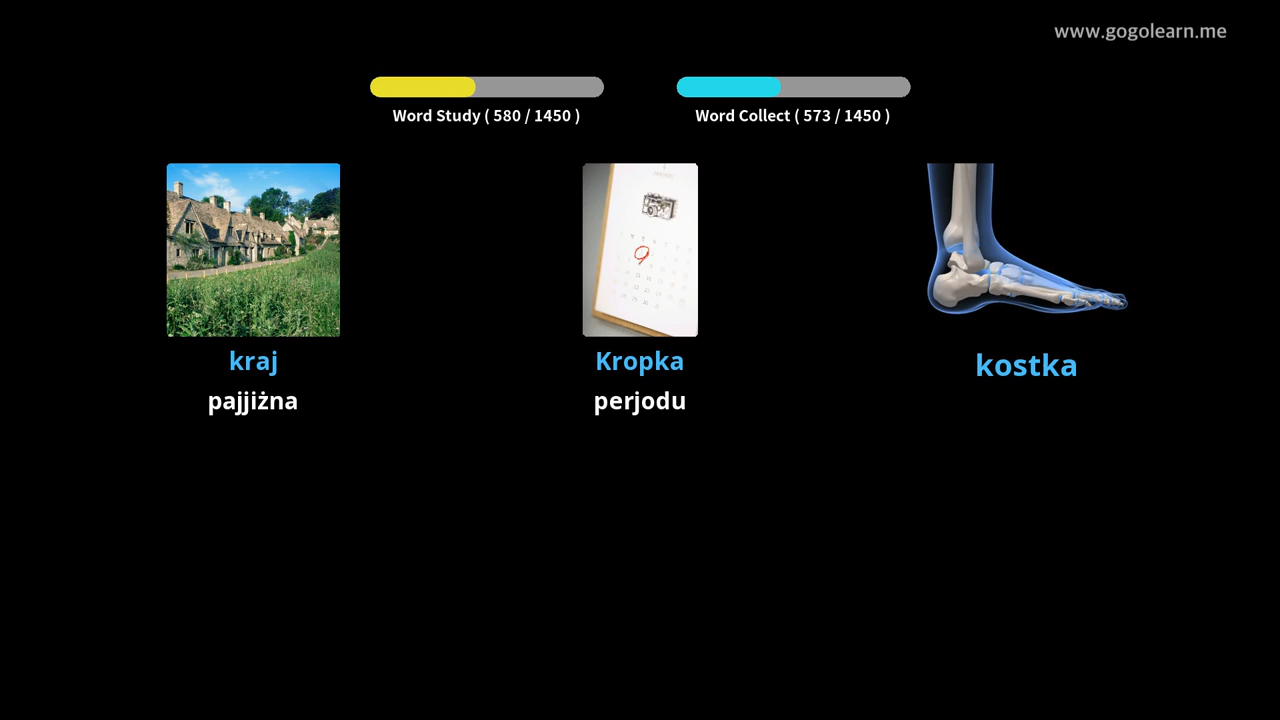 www.gogolearn.me
Word Study ( 580 / 1450 )
Word Collect ( 573 / 1450 )
kraj
pajjiżna
Kropka
perjodu
kostka